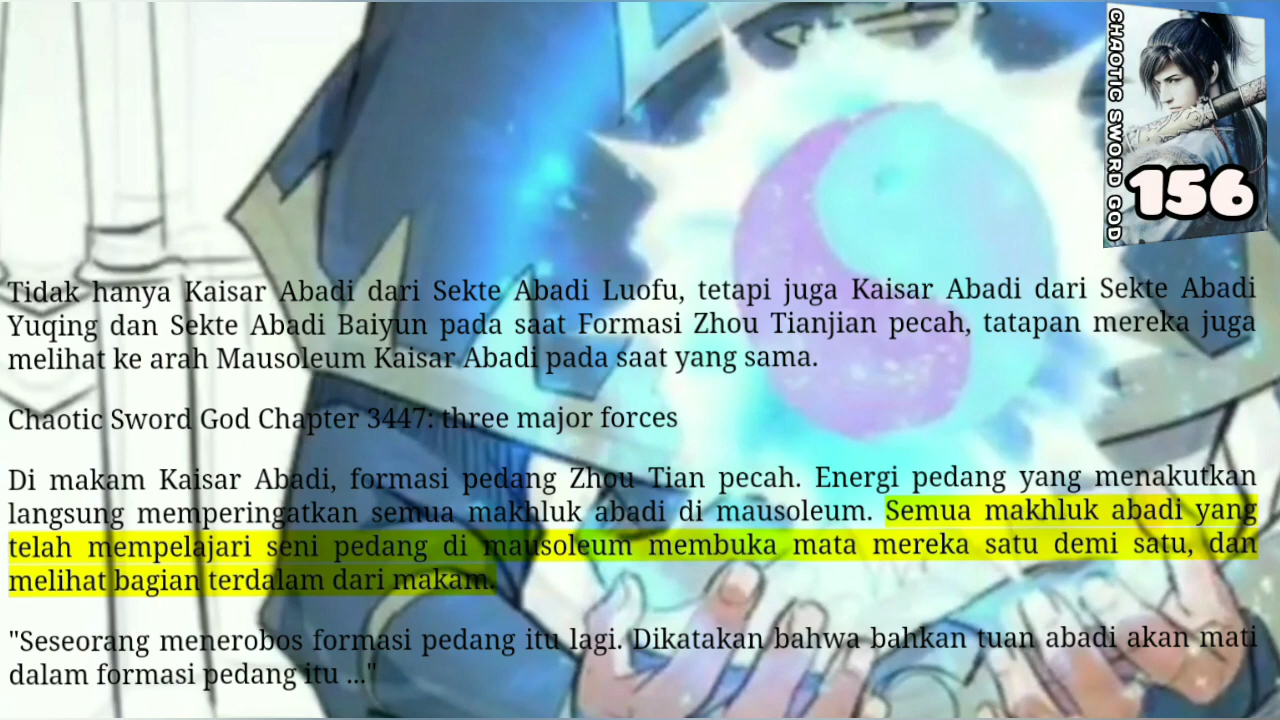 CHAOTIC SWORD GOD
156
Tidak hanya Kaisar Abadi dari Sekte Abadi Luofu, tetapi juga Kaisar Abadi dari Sekte Abadi
Yuqing dan Sekte Abadi Baiyun pada saat Formasi Zhou Tianjian pecah, tatapan mereka juga
melihat ke arah Mausoleum Kaisar Abadi pada saat yang sama.
Chaotic Sword God Chapter 3447: three major forces
Di makam Kaisar Abadi, formasi pedang Zhou Tian pecah. Energi pedang yang menakutkan
langsung memperingatkan semua makhluk abadi di mausoleum. Semua makhluk abadi yang
telah mempelajari seni pedang di mausoleum membuka mata mereka satu demi satu, dan
melihat bagian terdalam dari makam.
"Seseorang menerobos formasi pedang itu lagi. Dikatakan bahwa bahkan tuan abadi akan mati
dalam formasi pedang itu ..."